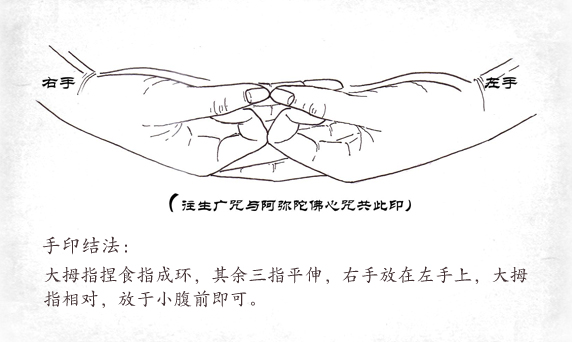 右手 左手
(往生广咒与阿弥陀佛心咒共此印)
手印结法：
大拇指捏食指成环，其余三指平伸，右手放在左手上，大拇
指相对，放于小腹前即可。